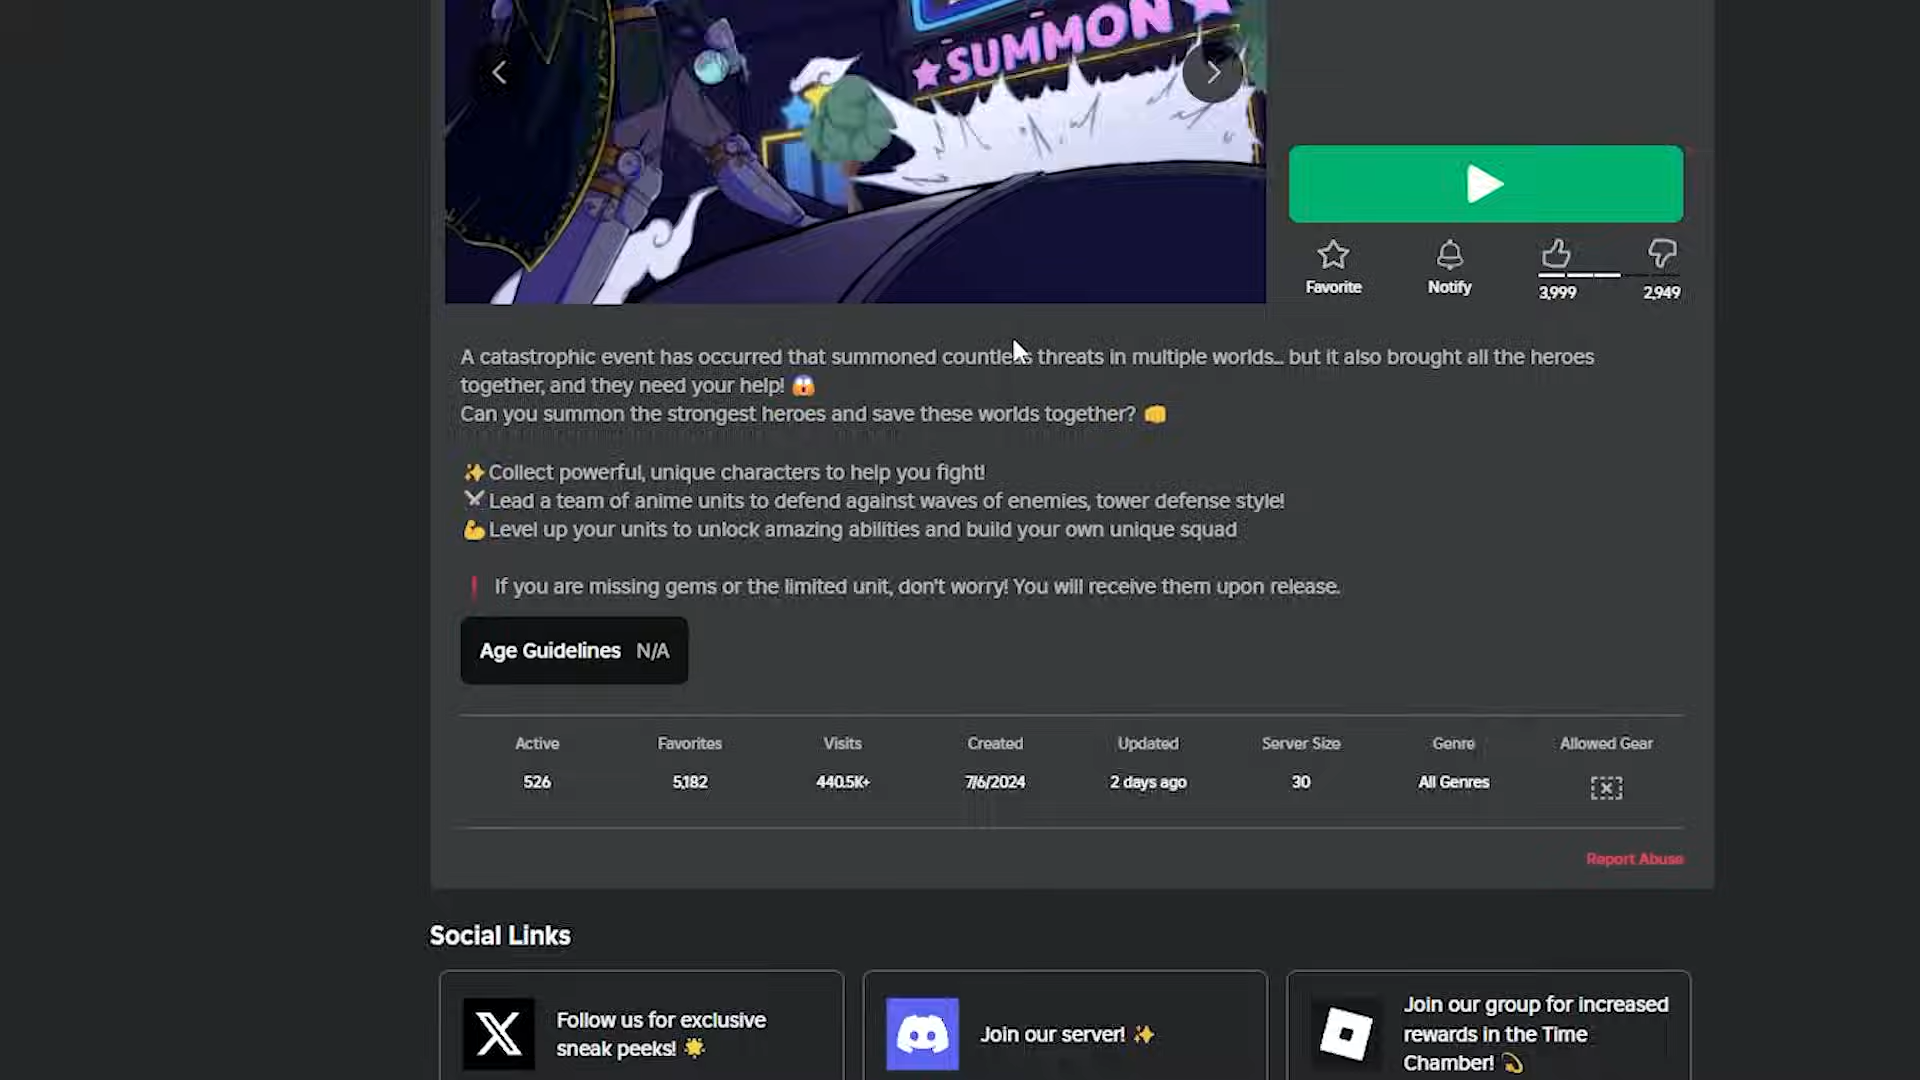 SUMMON
Favorite
Notify
3,999
2,949
A catastrophic event has occurred that summoned countless threats in multiple worlds... but it also brought all the heroes
together, and they need your help! 😱
Can you summon the strongest heroes and save these worlds together? 👊
✨Collect powerful, unique characters to help you fight!
⚔Lead a team of anime units to defend against waves of enemies, tower defense style!
💪Level up your units to unlock amazing abilities and build your own unique squad
❗ If you are missing gems or the limited unit, don't worry! You will receive them upon release.
Age Guidelines N/A
Active Favorites Visits Created Updated Server Size Genre Allowed Gear
526 5,182 440.5K+ 7/6/2024 2 days ago 30 All Genres
Report Abuse
Social Links
Follow us for exclusive
sneak peeks! 🌟
Join our server! ✨
Join our group for increased
rewards in the Time
Chamber! 💫